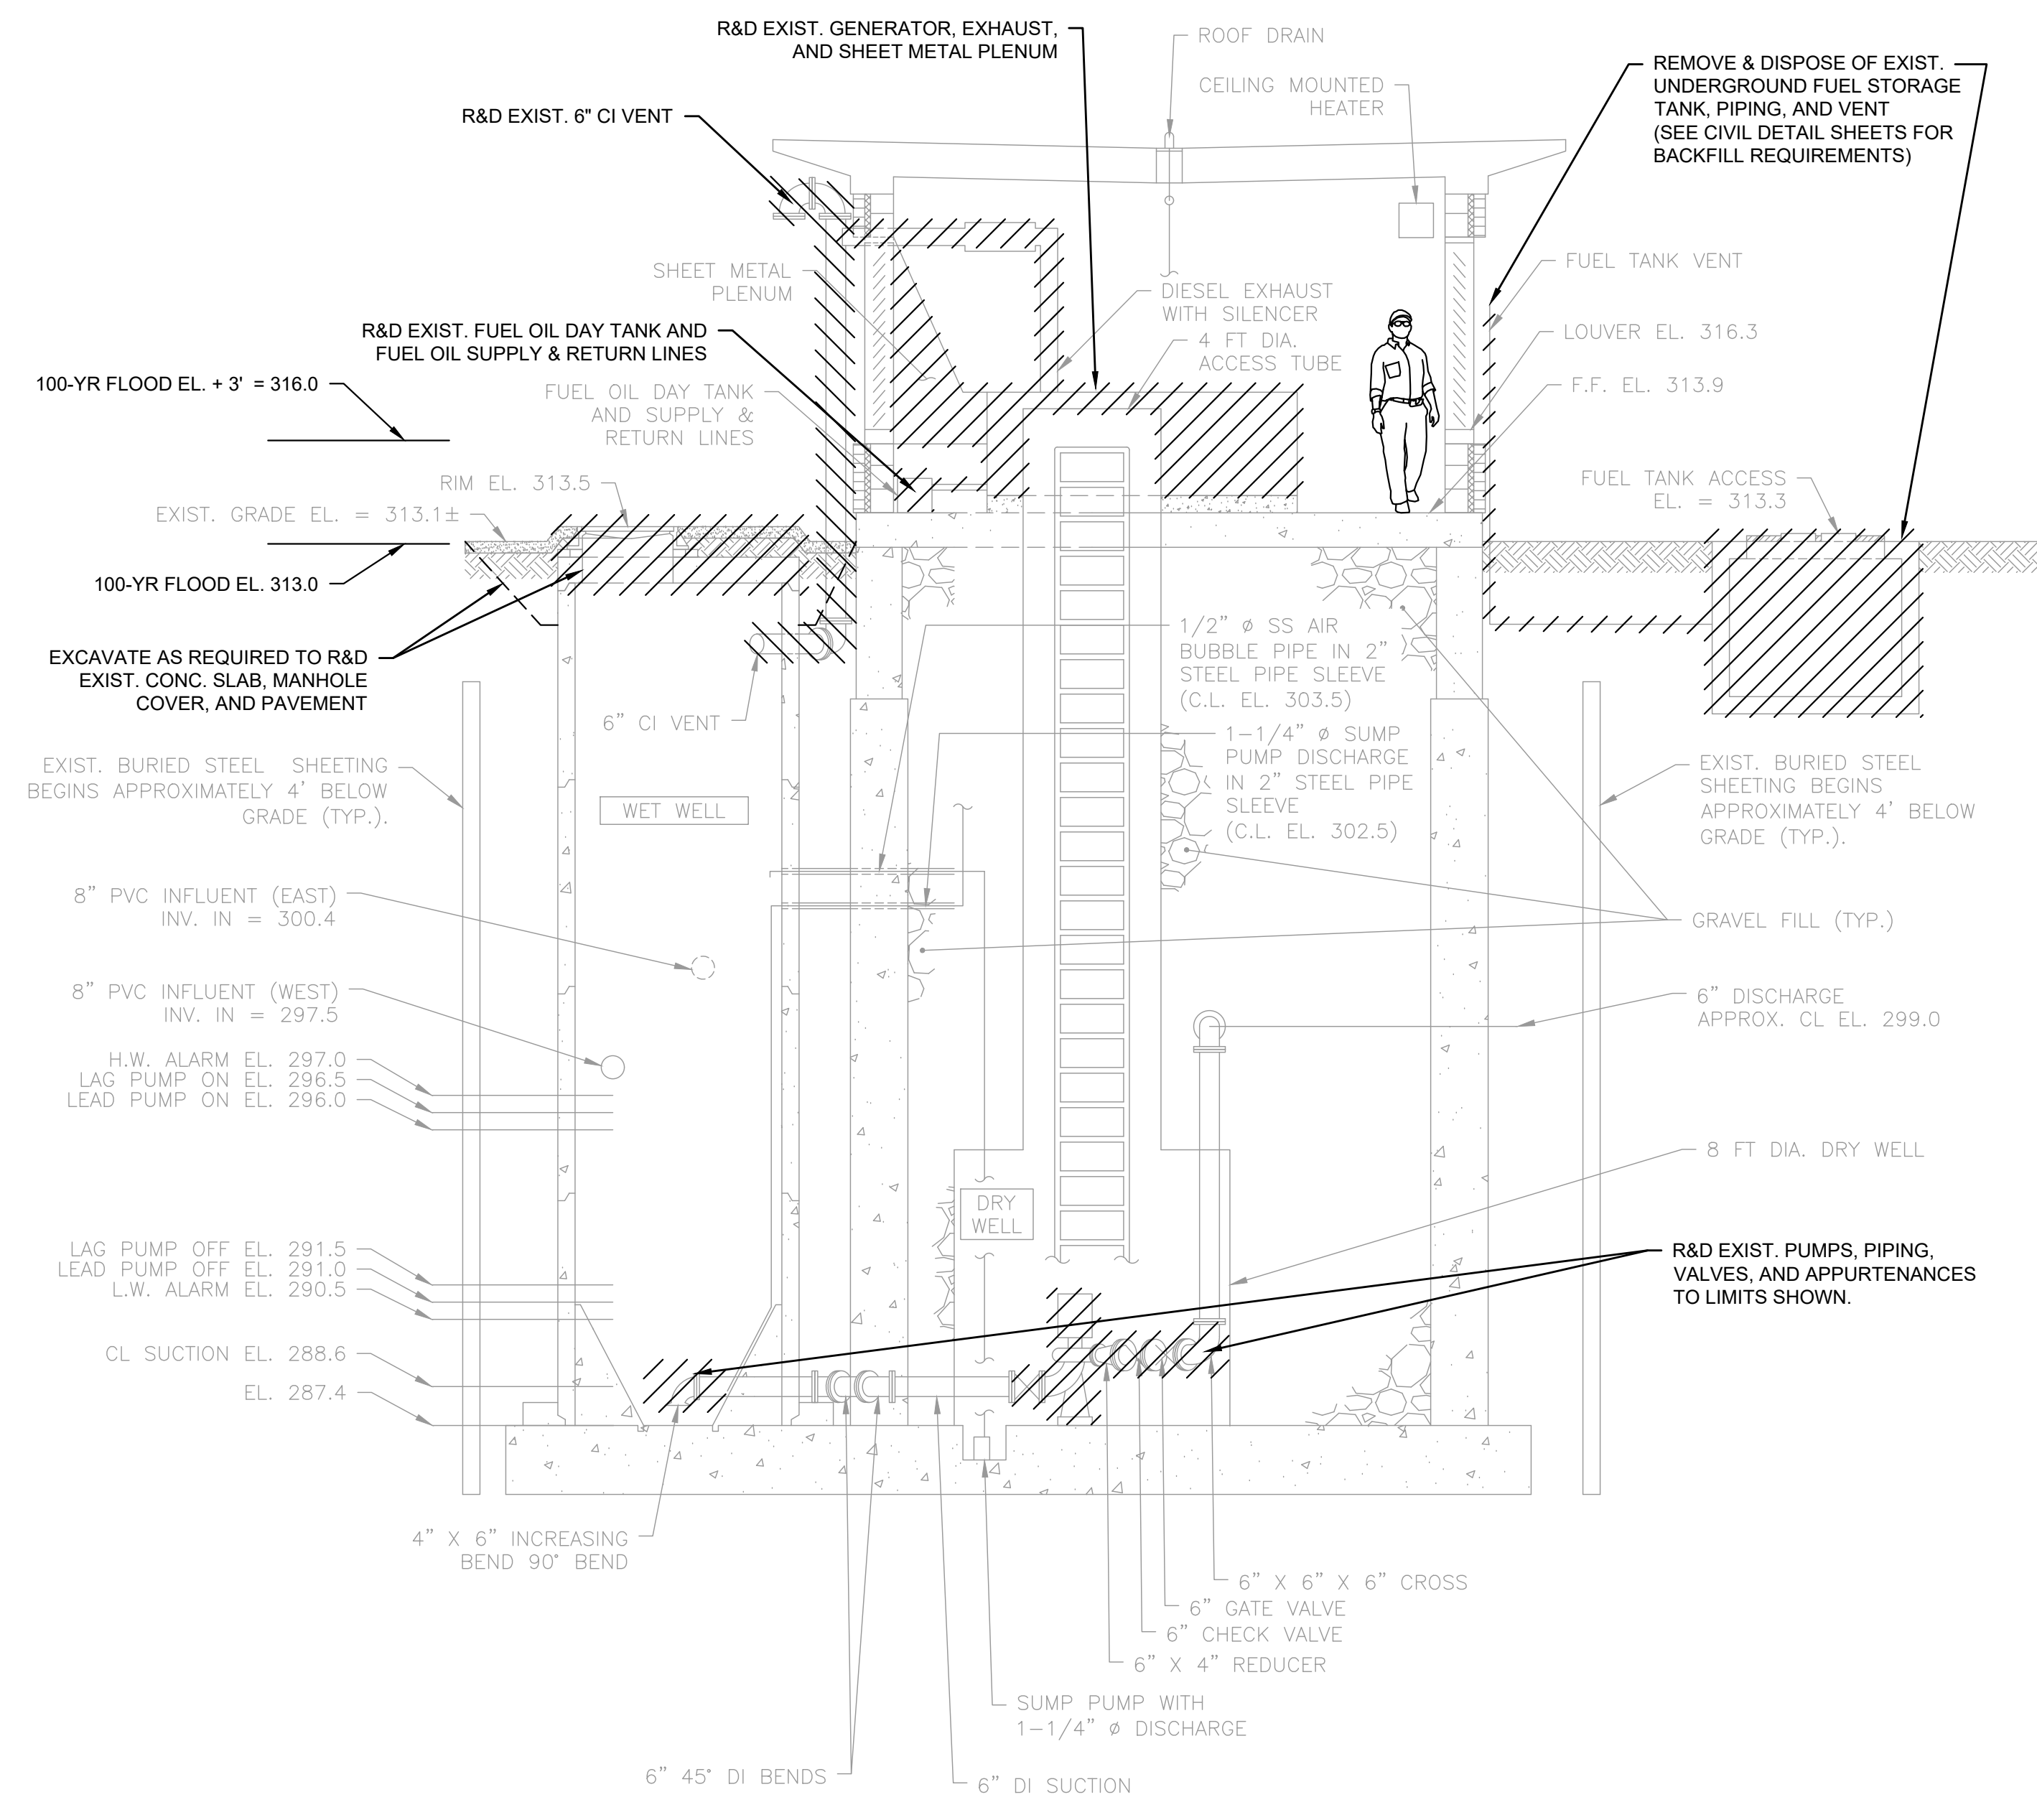 R&D EXIST. GENERATOR, EXHAUST,
AND SHEET METAL PLENUM
ROOF DRAIN
CEILING MOUNTED
HEATER
REMOVE & DISPOSE OF EXIST.
UNDERGROUND FUEL STORAGE
TANK, PIPING, AND VENT
(SEE CIVIL DETAIL SHEETS FOR
BACKFILL REQUIREMENTS)
R&D EXIST. 6" CI VENT
SHEET METAL
PLENUM
DIESEL EXHAUST
WITH SILENCER
4 FT DIA.
ACCESS TUBE
FUEL TANK VENT
LOUVER EL. 316.3
F.F. EL. 313.9
R&D EXIST. FUEL OIL DAY TANK AND
FUEL OIL SUPPLY & RETURN LINES
100-YR FLOOD EL. + 3' = 316.0
FUEL OIL DAY TANK
AND SUPPLY &
RETURN LINES
RIM EL. 313.5
EXIST. GRADE EL. = 313.1±
FUEL TANK ACCESS
EL. = 313.3
100-YR FLOOD EL. 313.0
EXCAVATE AS REQUIRED TO R&D
EXIST. CONC. SLAB, MANHOLE
COVER, AND PAVEMENT
1/2" ø SS AIR
BUBBLE PIPE IN 2"
STEEL PIPE SLEEVE
(C.L. EL. 303.5)
6" CI VENT
1-1/4" ø SUMP
PUMP DISCHARGE
IN 2" STEEL PIPE
SLEEVE
(C.L. EL. 302.5)
EXIST. BURIED STEEL SHEETING
BEGINS APPROXIMATELY 4' BELOW
GRADE (TYP.).
WET WELL
EXIST. BURIED STEEL
SHEETING BEGINS
APPROXIMATELY 4' BELOW
GRADE (TYP.).
8" PVC INFLUENT (EAST)
INV. IN = 300.4
GRAVEL FILL (TYP.)
8" PVC INFLUENT (WEST)
INV. IN = 297.5
6" DISCHARGE
APPROX. CL EL. 299.0
H.W. ALARM EL. 297.0
LAG PUMP ON EL. 296.5
LEAD PUMP ON EL. 296.0
8 FT DIA. DRY WELL
DRY
WELL
LAG PUMP OFF EL. 291.5
LEAD PUMP OFF EL. 291.0
L.W. ALARM EL. 290.5
R&D EXIST. PUMPS, PIPING,
VALVES, AND APPURTENANCES
TO LIMITS SHOWN.
CL SUCTION EL. 288.6
EL. 287.4
4" X 6" INCREASING
BEND 90° BEND
6" X 6" X 6" CROSS
6" GATE VALVE
6" CHECK VALVE
6" X 4" REDUCER
SUMP PUMP WITH
1-1/4" ø DISCHARGE
6" 45° DI BENDS
6" DI SUCTION